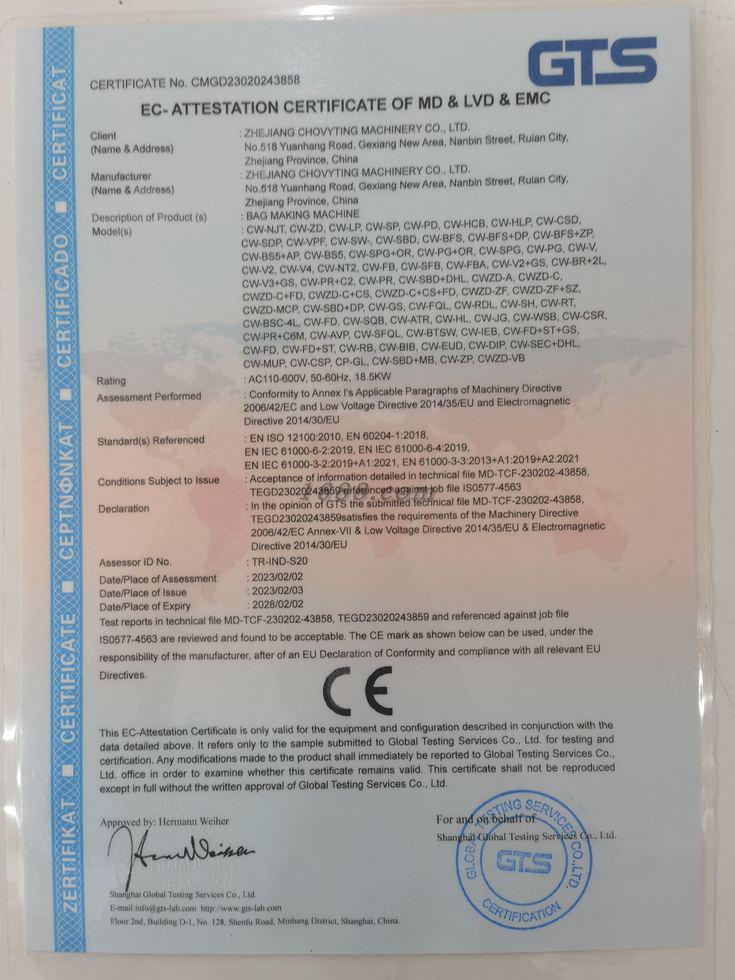 GTS
CERTIFICATE No. CMGD23020243858
EC- ATTESTATION CERTIFICATE OF MD & LVD & EMC
Client : ZHEJIANG CHOVYTING MACHINERY CO., LTD.
(Name & Address) No.518 Yuanhang Road, Gexiang New Area, Nanbin Street, Ruian City,
Zhejiang Province, China
Manufacturer : ZHEJIANG CHOVYTING MACHINERY CO., LTD.
(Name & Address) No.518 Yuanhang Road, Gexiang New Area, Nanbin Street, Ruian City,
Zhejiang Province, China
Description of Product (s) : BAG MAKING MACHINE
Model(s) : CW-NJT, CW-ZD, CW-LP, CW-SP, CW-PD, CW-HCB, CW-HLP, CW-CSD,
CW-SDP, CW-VPF, CW-SW-, CW-SBD, CW-BFS, CW-BFS+DP, CW-BFS+ZP,
CW-BS5+AP, CW-BS5, CW-SPG+OR, CW-PG+OR, CW-SPG, CW-PG, CW-V,
CW-V2, CW-V4, CW-NT2, CW-FB, CW-SFB, CW-FBA, CW-V2+GS, CW-BR+2L,
CW-V3+GS, CW-PR+C2, CW-PR, CW-SBD+DHL, CWZD-A, CWZD-C,
CWZD-C+FD, CWZD-C+CS, CWZD-C+CS+FD, CWZD-ZF, CWZD-ZF+SZ,
CWZD-MCP, CW-SBD+DP, CW-GS, CW-FQL, CW-RDL, CW-SH, CW-RT,
CW-BSC-4L, CW-FD, CW-SQB, CW-ATR, CW-HL, CW-JG, CW-WSB, CW-CSR,
CW-PR+C6M, CW-AVP, CW-SFQL, CW-BTSW, CW-IEB, CW-FD+ST+GS,
CW-FD, CW-FD+ST, CW-RB, CW-BIB, CW-EUD, CW-DIP, CW-SEC+DHL,
CW-MUP, CW-CSP, CP-GL, CW-SBD+MB, CW-ZP, CWZD-VB
Rating : AC110-600V, 50-60Hz, 18.5KW
Assessment Performed : Conformity to Annex I's Applicable Paragraphs of Machinery Directive
2006/42/EC and Low Voltage Directive 2014/35/EU and Electromagnetic
Directive 2014/30/EU
Standard(s) Referenced : EN ISO 12100:2010, EN 60204-1:2018,
EN IEC 61000-6-2:2019, EN IEC 61000-6-4:2019,
EN IEC 61000-3-2:2019+A1:2021, EN 61000-3-3:2013+A1:2019+A2:2021
Conditions Subject to Issue : Acceptance of information detailed in technical file MD-TCF-230202-43858,
TEGD23020243859 referenced against job file IS0577-4563
Declaration : In the opinion of GTS the submitted technical file MD-TCF-230202-43858,
TEGD23020243859satisfies the requirements of the Machinery Directive
2006/42/EC Annex-VII & Low Voltage Directive 2014/35/EU & Electromagnetic
Directive 2014/30/EU
Assessor ID No. : TR-IND-S20
Date/Place of Assessment : 2023/02/02
Date/Place of Issue : 2023/02/03
Date/Place of Expiry : 2028/02/02
Test reports in technical file MD-TCF-230202-43858, TEGD23020243859 and referenced against job file
IS0577-4563 are reviewed and found to be acceptable. The CE mark as shown below can be used, under the
responsibility of the manufacturer, after of an EU Declaration of Conformity and compliance with all relevant EU
Directives.
CE
This EC-Attestation Certificate is only valid for the equipment and configuration described in conjunction with the
data detailed above. It refers only to the sample submitted to Global Testing Services Co., Ltd. for testing and
certification. Any modifications made to the product shall immediately be reported to Global Testing Services Co.,
Ltd. office in order to examine whether this certificate remains valid. This certificate shall not be reproduced
except in full without the written approval of Global Testing Services Co., Ltd.
Approved by: Hermann Weiher
For and on behalf of
Shanghai Global Testing Services Co., Ltd.
GLOBAL TESTING SERVICES CO.,LTD.
GTS
CERTIFICATION
Shanghai Global Testing Services Co., Ltd.
E-mail:info@gts-lab.com http://www.gts-lab.com
Floor 2nd, Building D-1, No. 128, Shenfu Road, Minhang District, Shanghai, China.
ZERTIFIKAT ■ CERTIFICATE ■ CEPTNΦNKAT ■ CERTIFICADO ■ CERTIFICAT